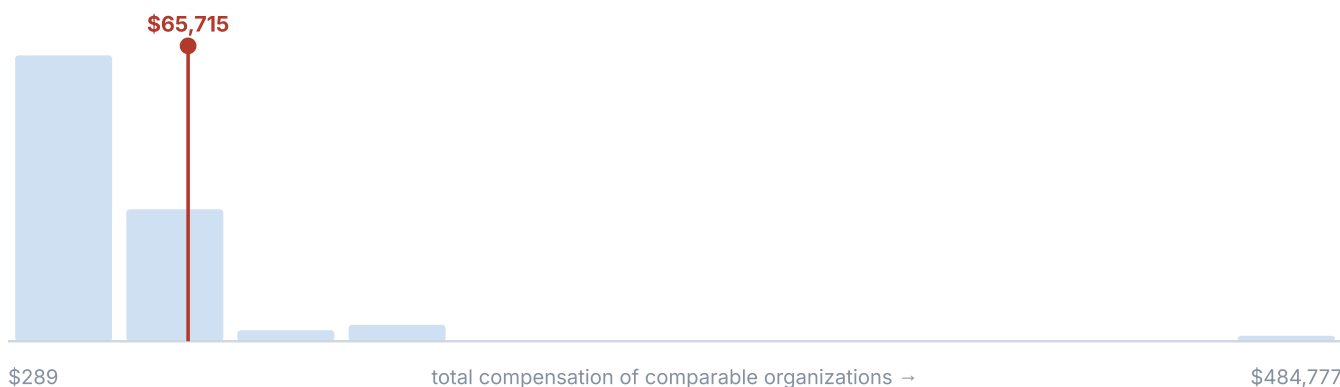 $65,715
$289
total compensation of comparable organizations →
$484,777